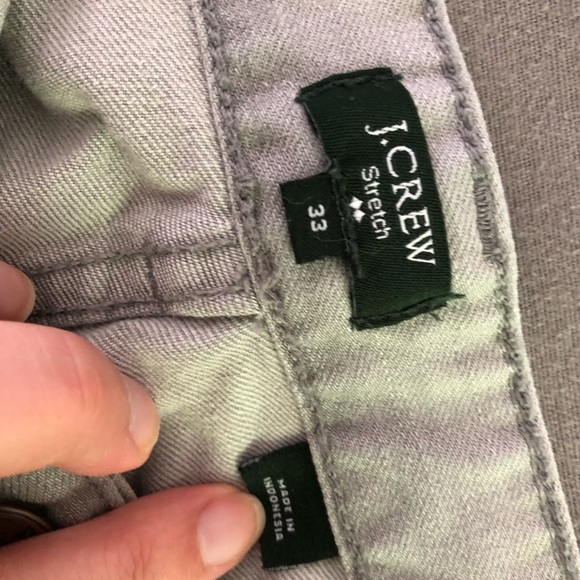 J.CREW
Stretch
33
MADE IN
INDONESIA